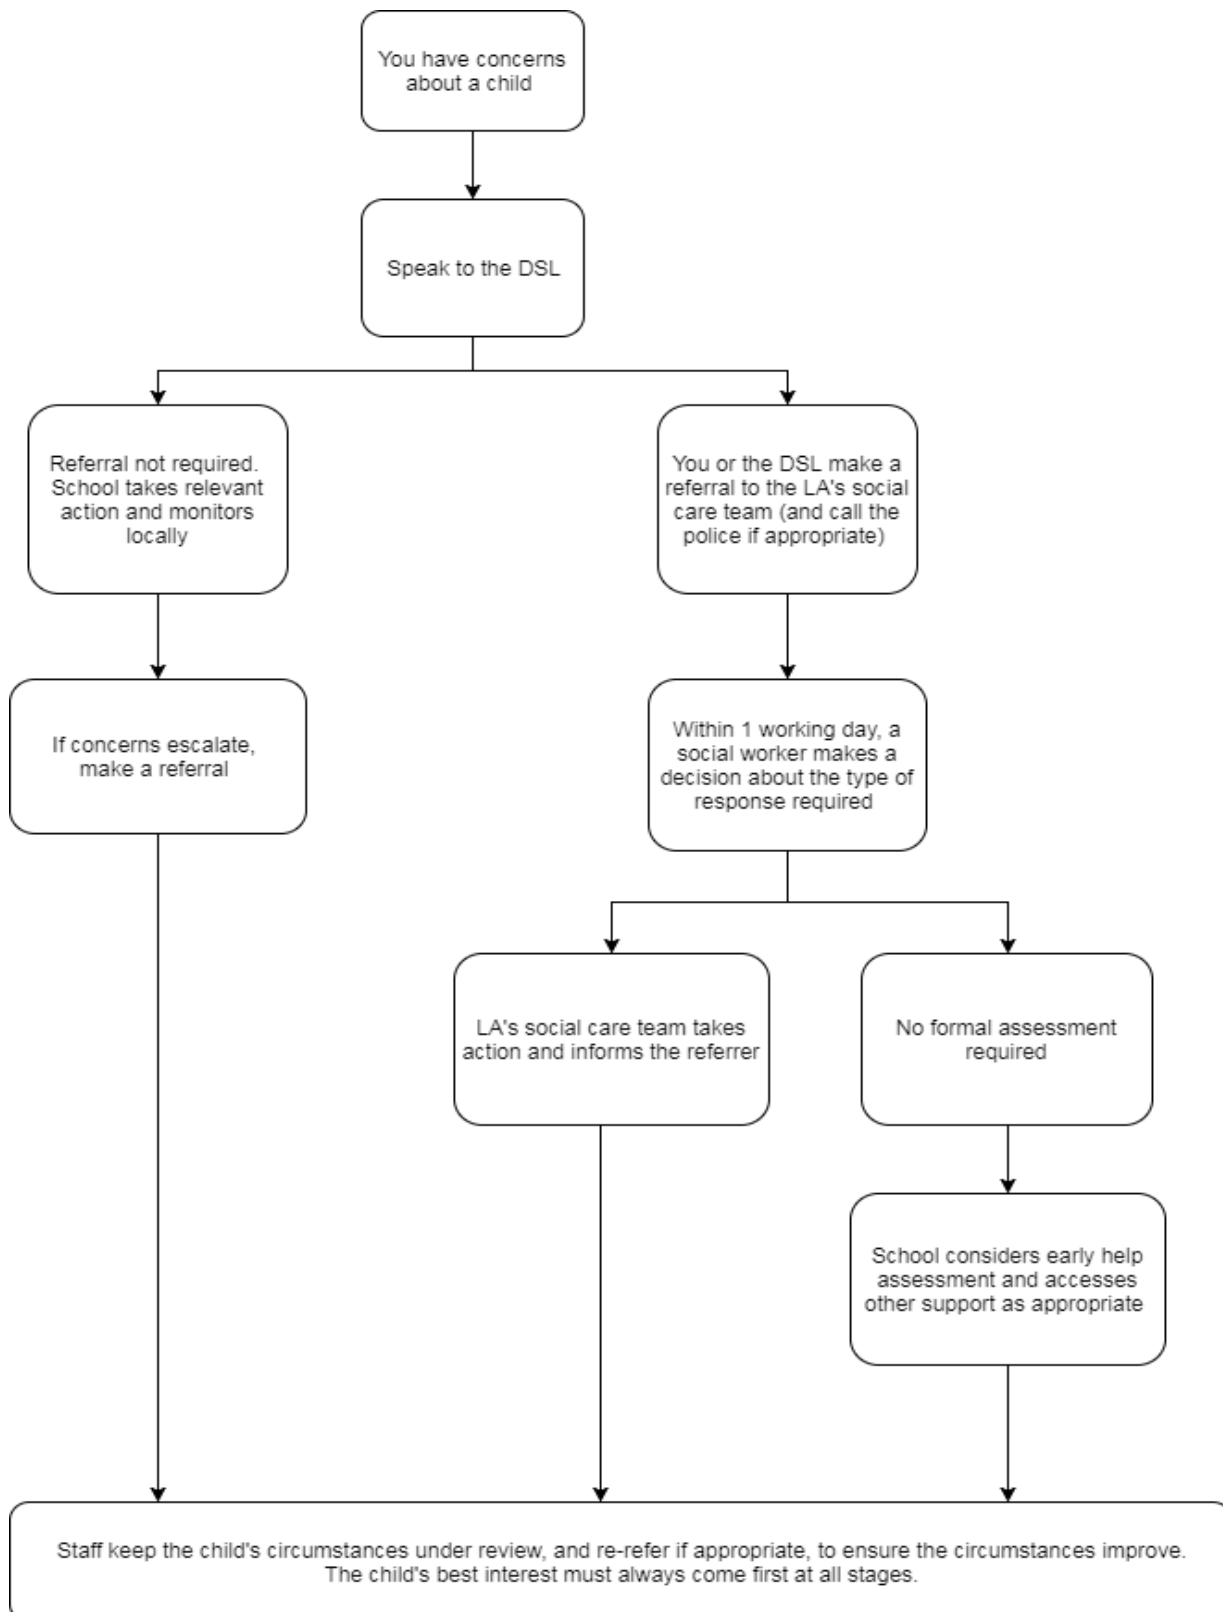 You have concerns
about a child
Speak to the DSL
Referral not required.
School takes relevant
action and monitors
locally
You or the DSL make a
referral to the LA's social
care team (and call the
police if appropriate)
If concerns escalate,
make a referral
Within 1 working day, a
social worker makes a
decision about the type of
response required
LA's social care team takes
action and informs the referrer
No formal assessment
required
School considers early help
assessment and accesses
other support as appropriate
Staff keep the child's circumstances under review, and re-refer if appropriate, to ensure the circumstances improve.
The child's best interest must always come first at all stages.